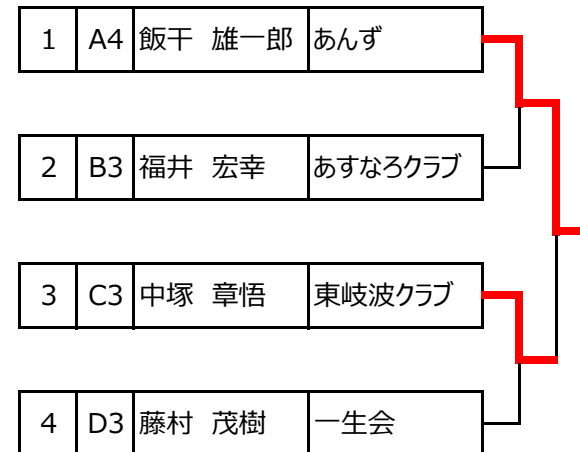 1 A4 飯干 雄一郎 あんず
2 B3 福井 宏幸 あすなろクラブ
3 C3 中塚 章悟 東岐波クラブ
4 D3 藤村 茂樹 一生会